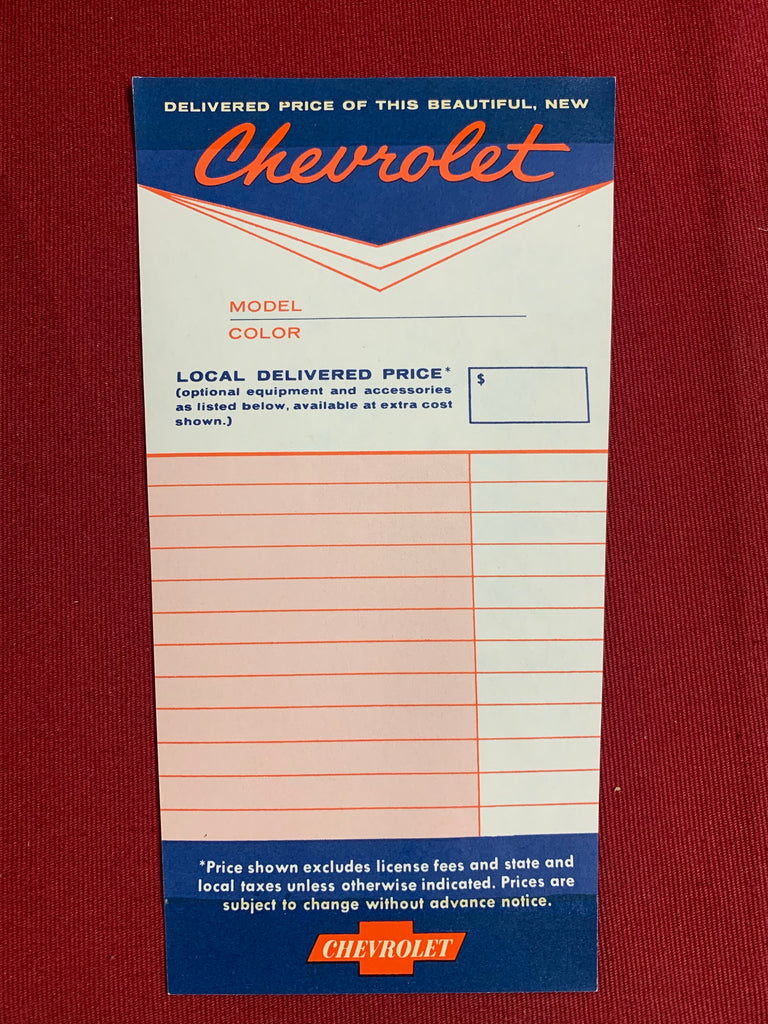 DELIVERED PRICE OF THIS BEAUTIFUL, NEW
Chevrolet
MODEL
COLOR
LOCAL DELIVERED PRICE*
(optional equipment and accessories
as listed below, available at extra cost
shown.)
$
*Price shown excludes license fees and state and
local taxes unless otherwise indicated. Prices are
subject to change without advance notice.
CHEVROLET